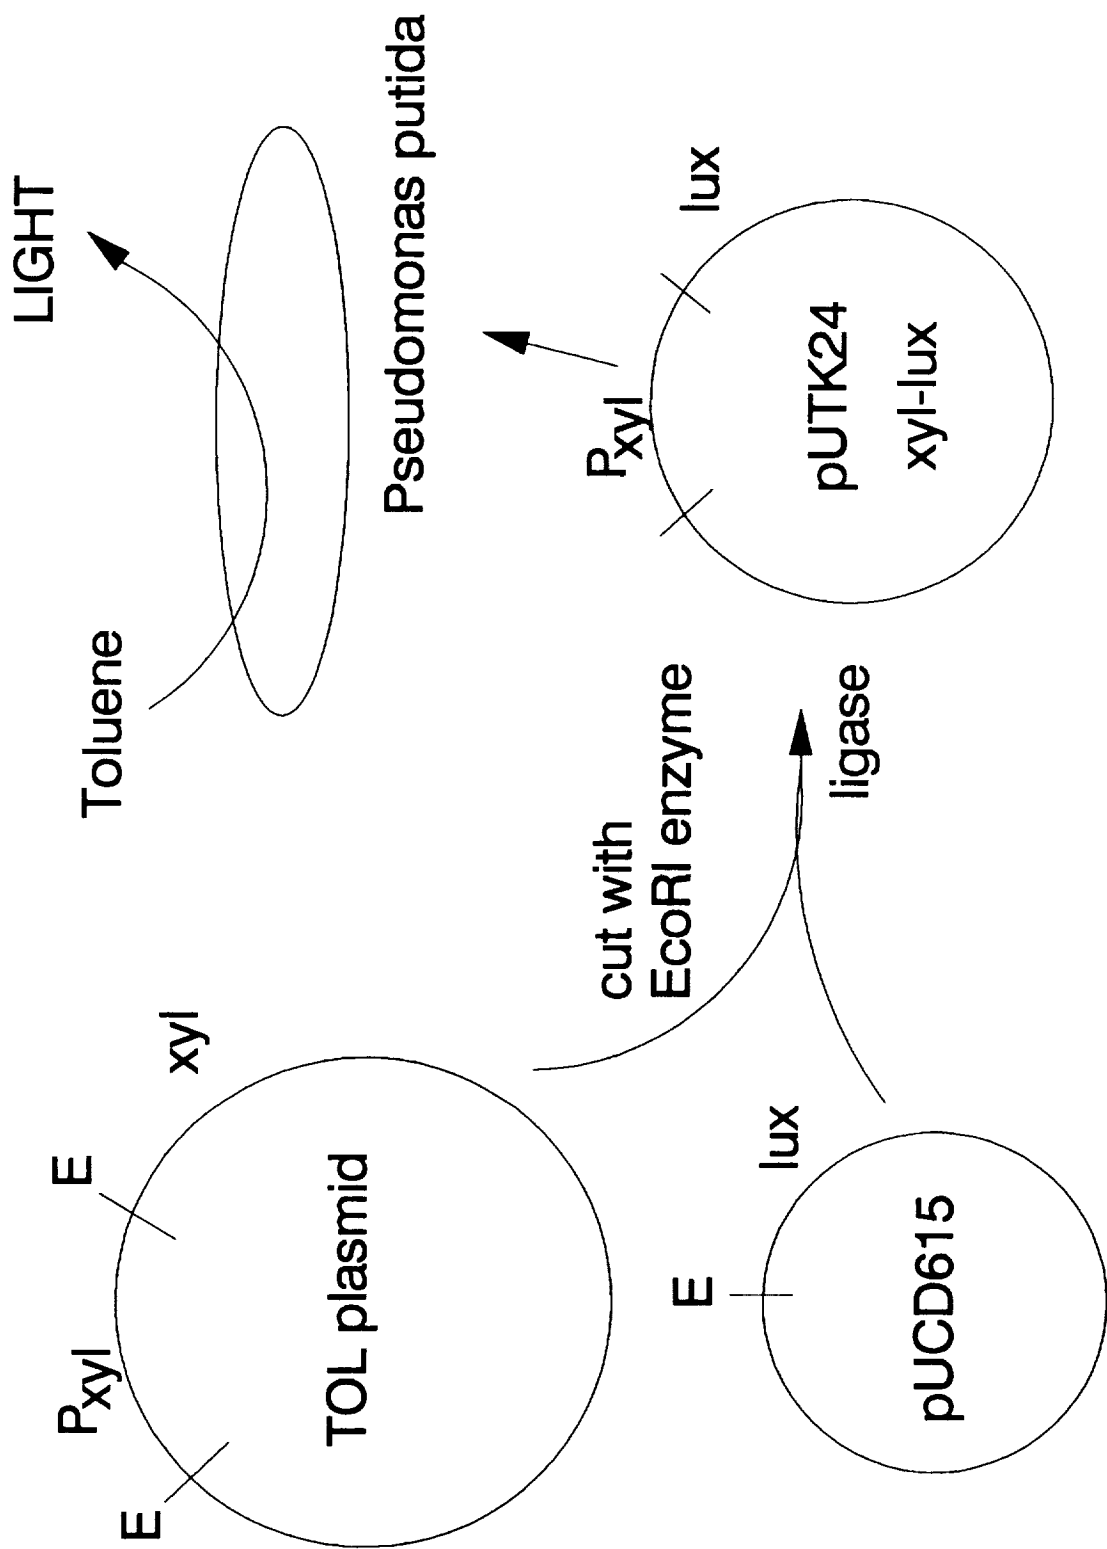 E
Pxyl
E
xyl
TOL plasmid
E
lux
pUCD615
cut with
EcoRI enzyme
ligase
Pxyl
lux
pUTK24
xyl-lux
Toluene
LIGHT
Pseudomonas putida